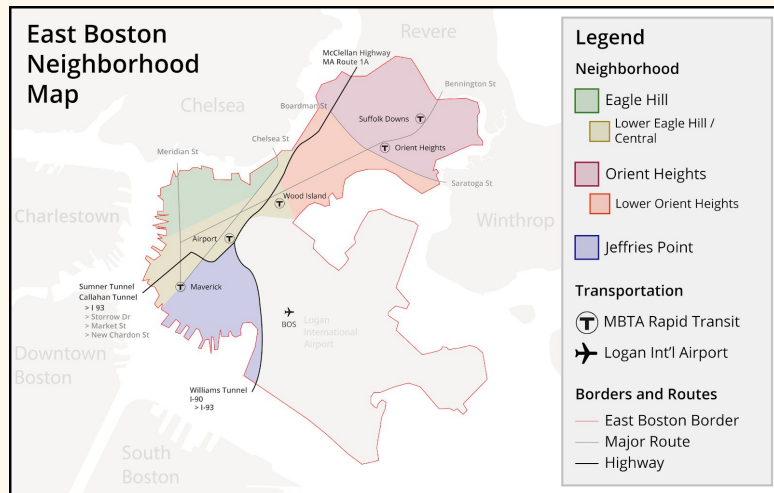 East Boston
Neighborhood
Map
Revere
McClellan Highway
MA Route 1A
Bennington St
Chelsea
Boardman St
Suffolk Downs
Chelsea St
Orient Heights
Meridian St
Saratoga St
Wood Island
Charlestown
Winthrop
Airport
Sumner Tunnel
Callahan Tunnel
> I 93
> Storrow Dr
> Market St
> New Chardon St
Maverick
BOS
Logan
International
Airport
Downtown
Boston
Williams Tunnel
I-90
> I-93
South
Boston
Legend
Neighborhood
Eagle Hill
Lower Eagle Hill /
Central
Orient Heights
Lower Orient Heights
Jeffries Point
Transportation
T MBTA Rapid Transit
Logan Int'l Airport
Borders and Routes
East Boston Border
Major Route
Highway